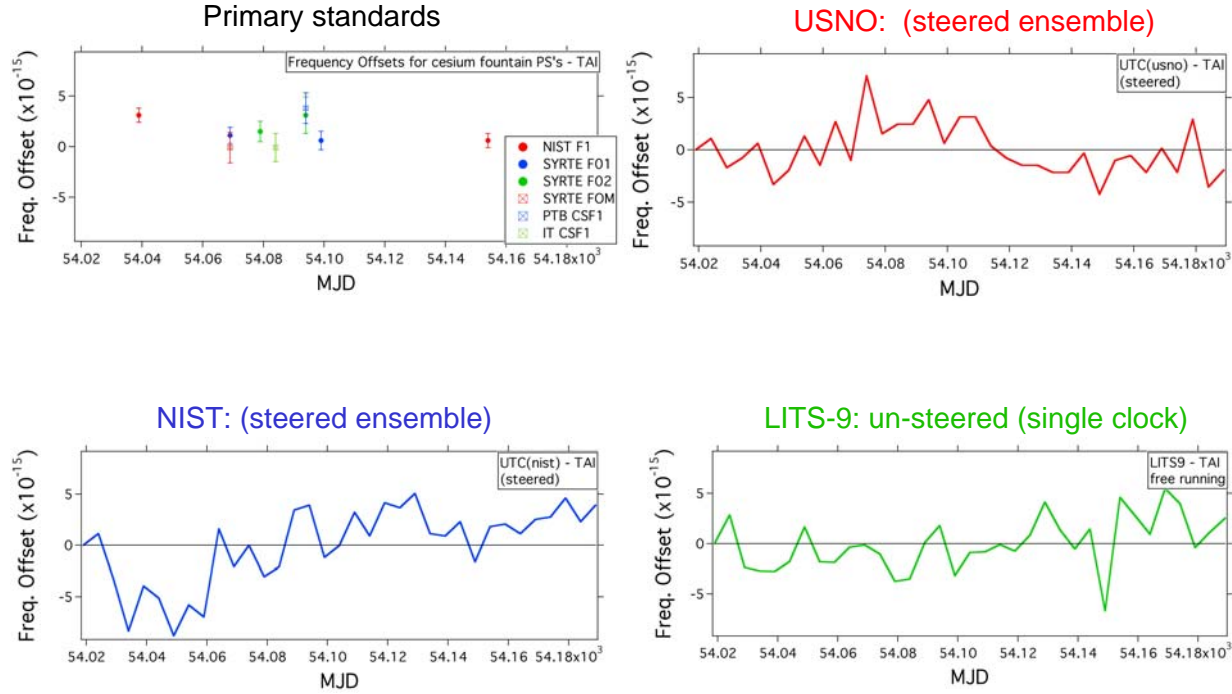 Primary standards
Frequency Offsets for cesium fountain PS's - TAI
Freq. Offset (x10⁻¹⁵)
5
0
-5
NIST F1
SYRTE F01
SYRTE F02
SYRTE FOM
PTB CSF1
IT CSF1
54.02 54.04 54.06 54.08 54.10 54.12 54.14 54.16 54.18x10³
MJD
USNO: (steered ensemble)
UTC(usno) - TAI
(steered)
Freq. Offset (x10⁻¹⁵)
5
0
-5
54.02 54.04 54.06 54.08 54.10 54.12 54.14 54.16 54.18x10³
MJD
NIST: (steered ensemble)
UTC(nist) - TAI
(steered)
Freq. Offset (x10⁻¹⁵)
5
0
-5
54.02 54.04 54.06 54.08 54.10 54.12 54.14 54.16 54.18x10³
MJD
LITS-9: un-steered (single clock)
LITS9 - TAI
free running
Freq. Offset (x10⁻¹⁵)
5
0
-5
54.02 54.04 54.06 54.08 54.10 54.12 54.14 54.16 54.18x10³
MJD